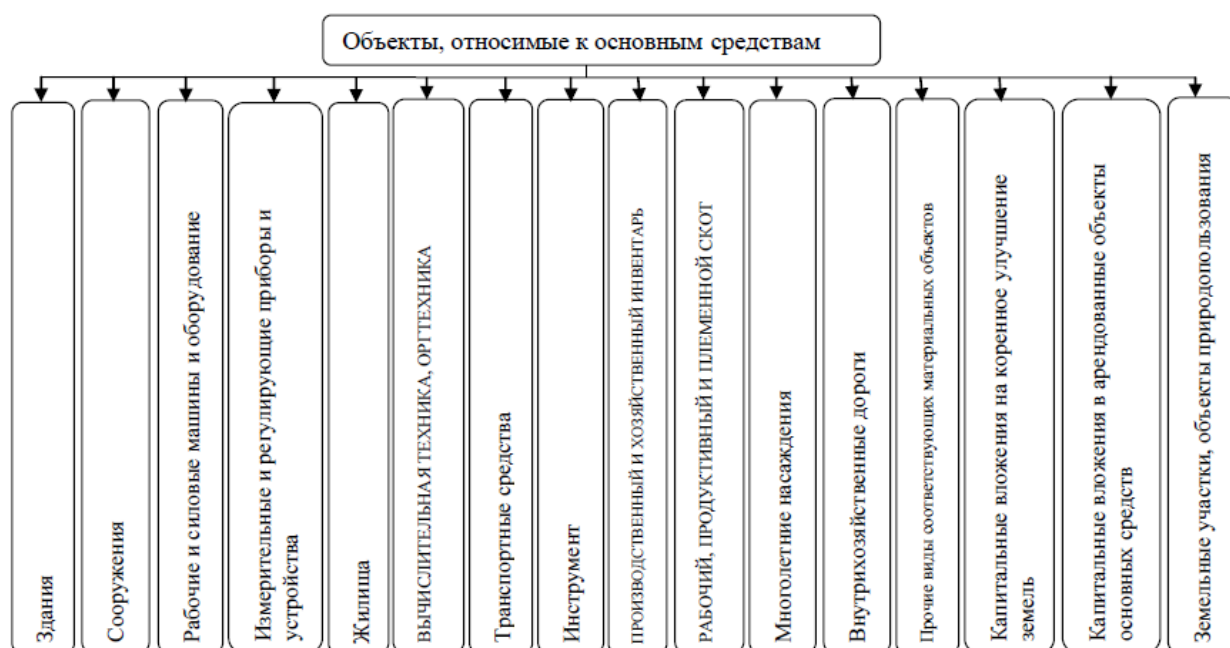 Объекты, относимые к основным средствам
Здания
Сооружения
Рабочие и силовые машины и оборудование
Измерительные и регулирующие приборы и
устройства
Жилища
ВЫЧИСЛИТЕЛЬНАЯ ТЕХНИКА, ОРГТЕХНИКА
Транспортные средства
Инструмент
ПРОИЗВОДСТВЕННЫЙ И ХОЗЯЙСТВЕННЫЙ ИНВЕНТАРЬ
РАБОЧИЙ, ПРОДУКТИВНЫЙ И ПЛЕМЕННОЙ СКОТ
Многолетние насаждения
Внутрихозяйственные дороги
Прочие виды соответствующих материальных объектов
Капитальные вложения на коренное улучшение
земель
Капитальные вложения в арендованные объекты
основных средств
Земельные участки, объекты природопользования